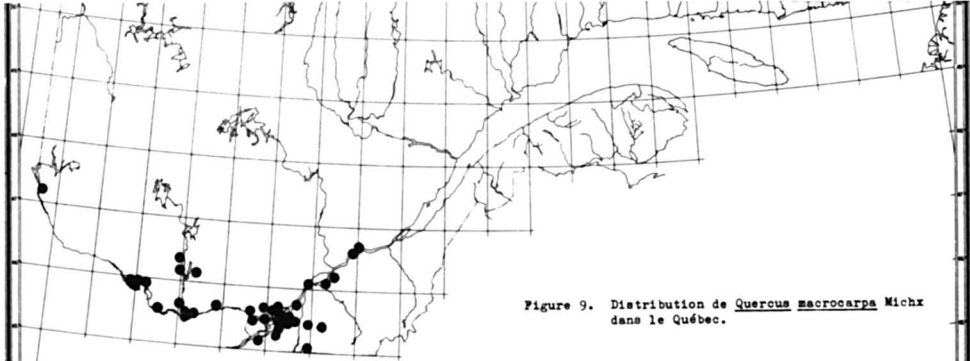 Figure 9. Distribution de Quercus macrocarpa Michx
dans le Québec.